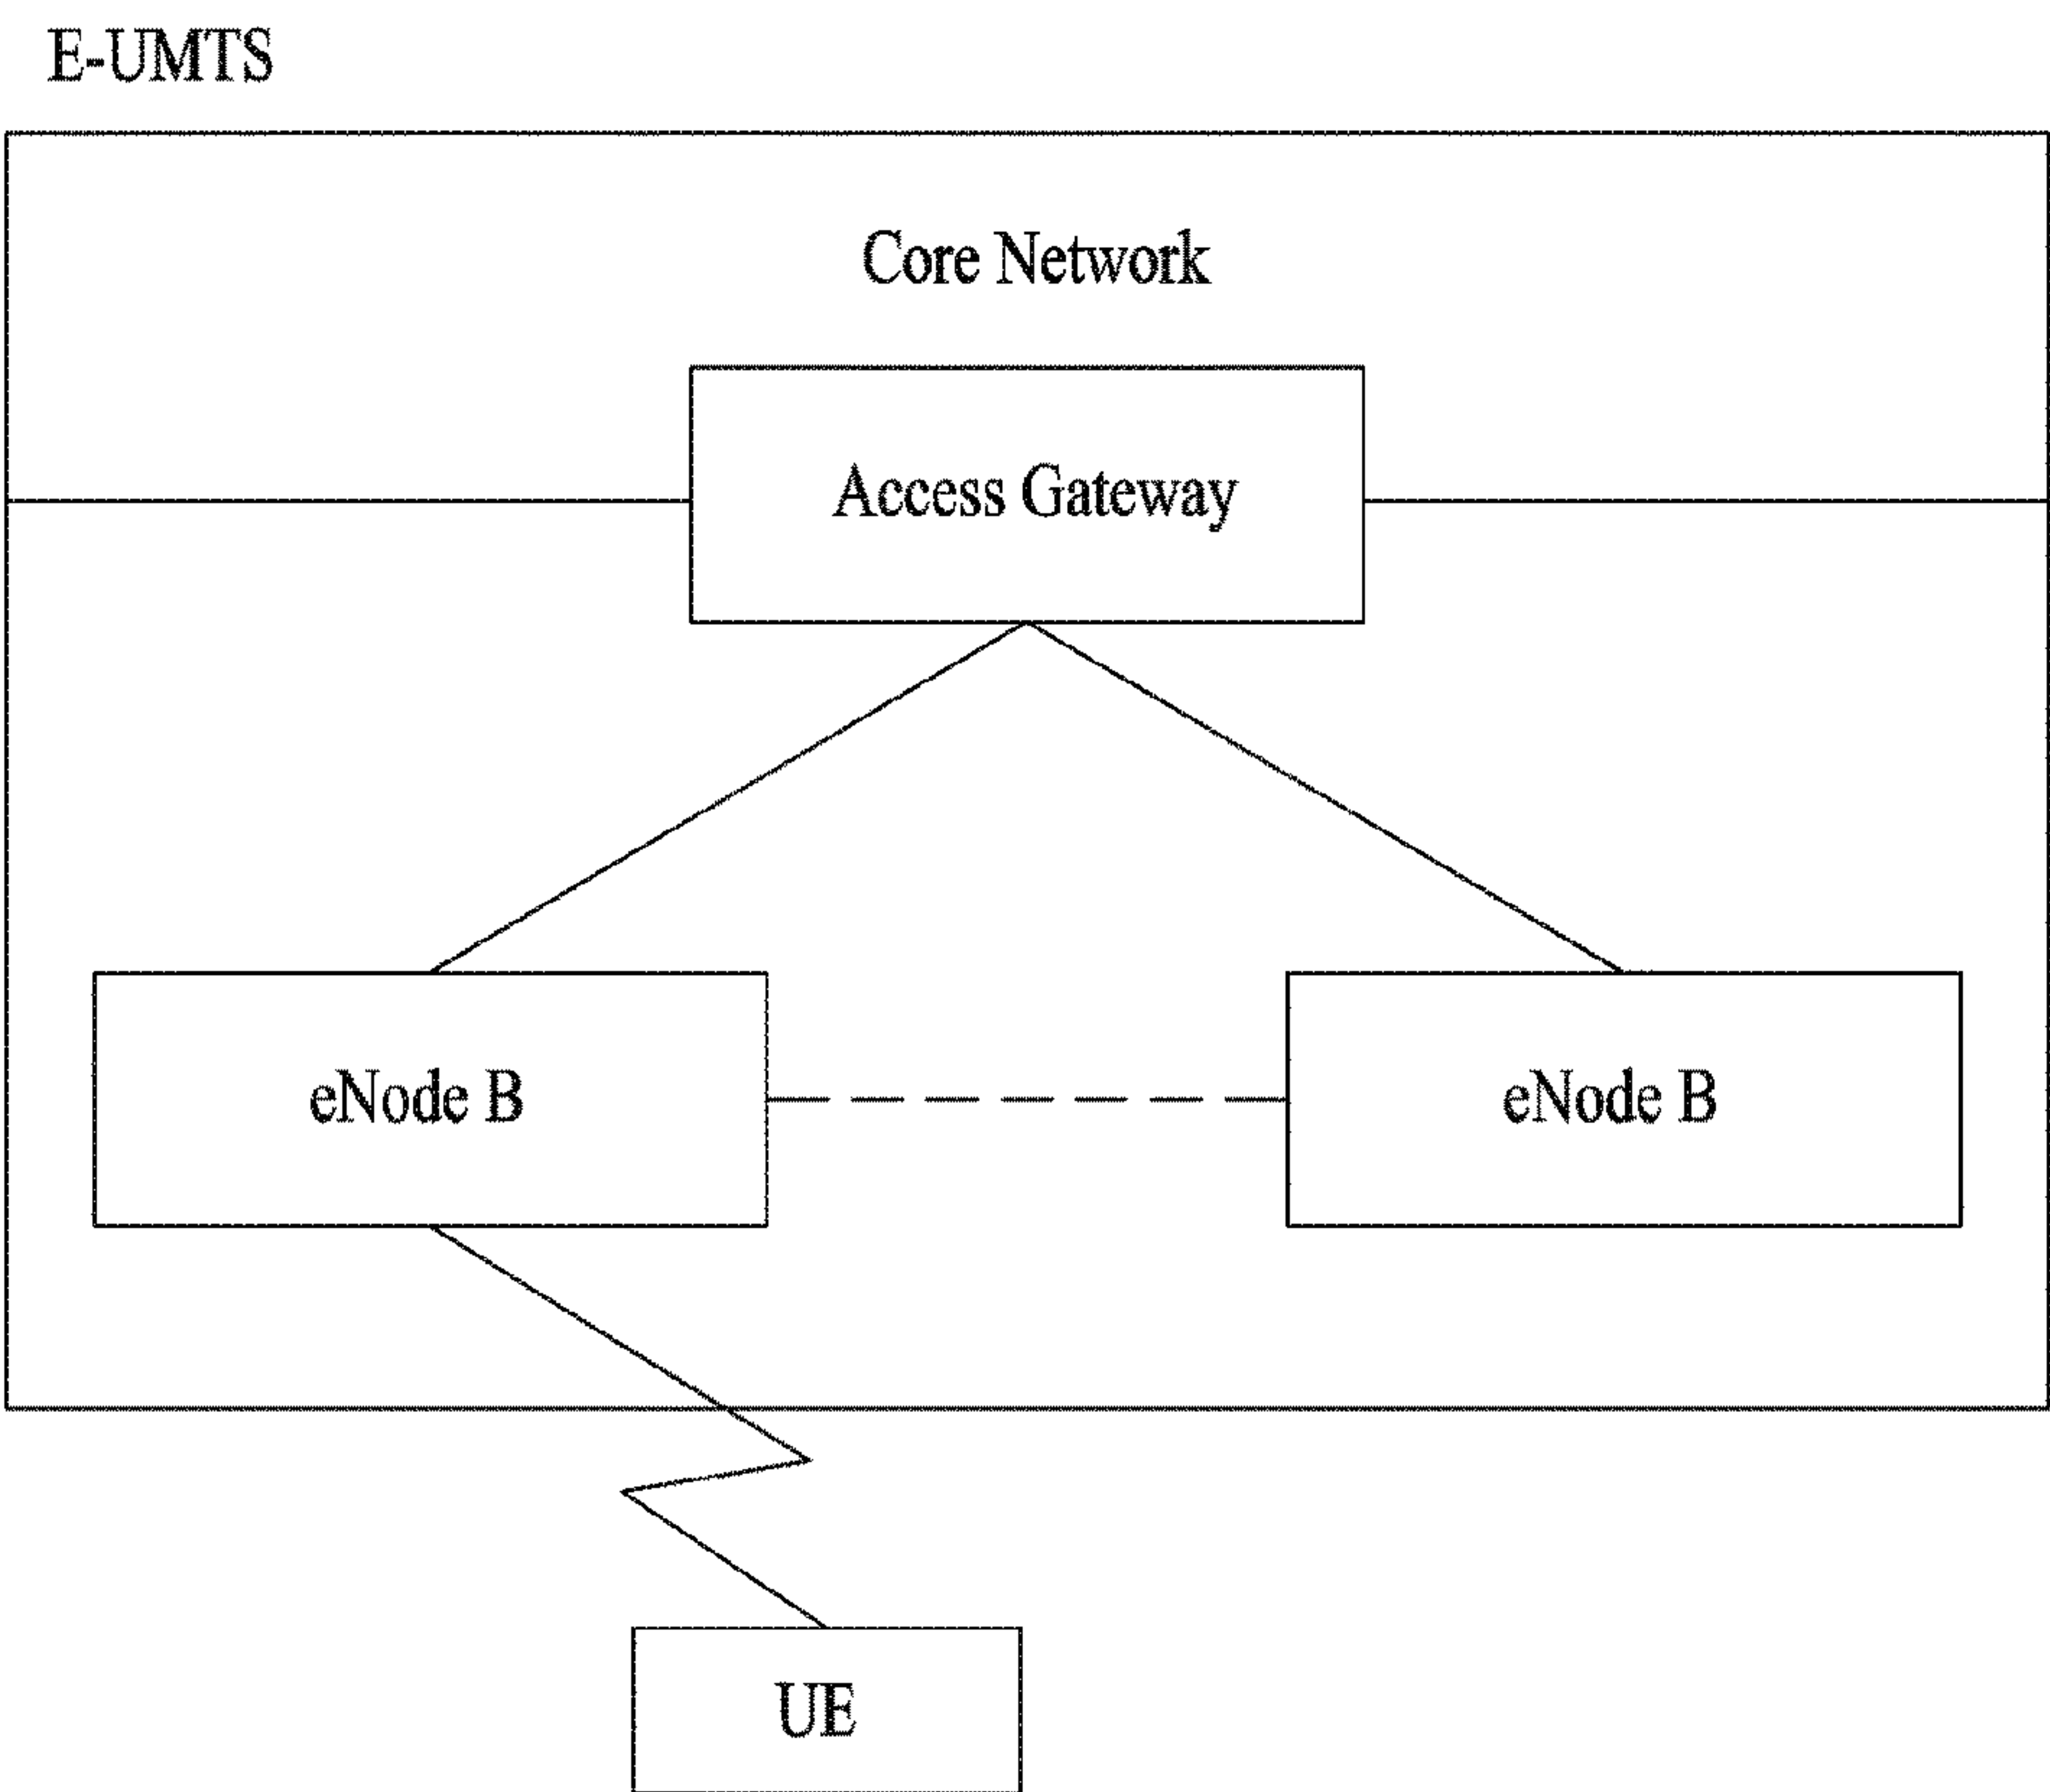 E-UMTS
Core Network
Access Gateway
eNode B
eNode B
UE